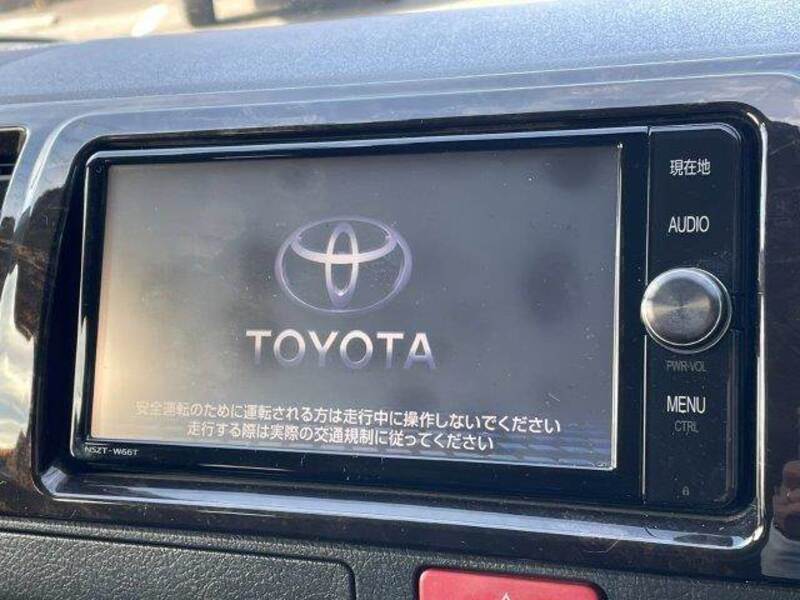 現在地
AUDIO
TOYOTA
PWR·VOL
安全運転のために運転される方は走行中に操作しないでください
走行する際は実際の交通規制に従ってください
MENU
CTRL
NSZT-W66T